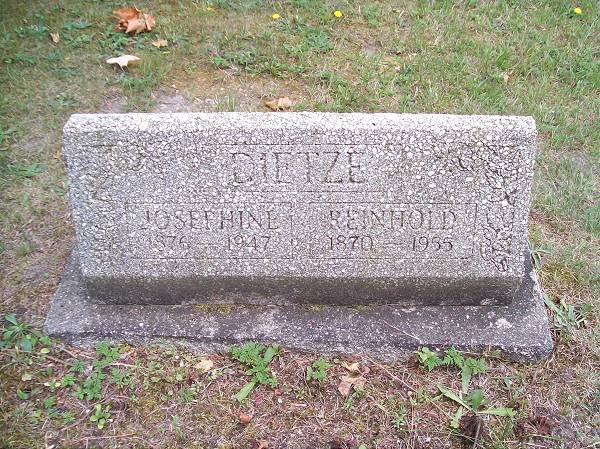 DIETZE
JOSEPHINE REINHOLD
1876 — 1947 1870 — 1955